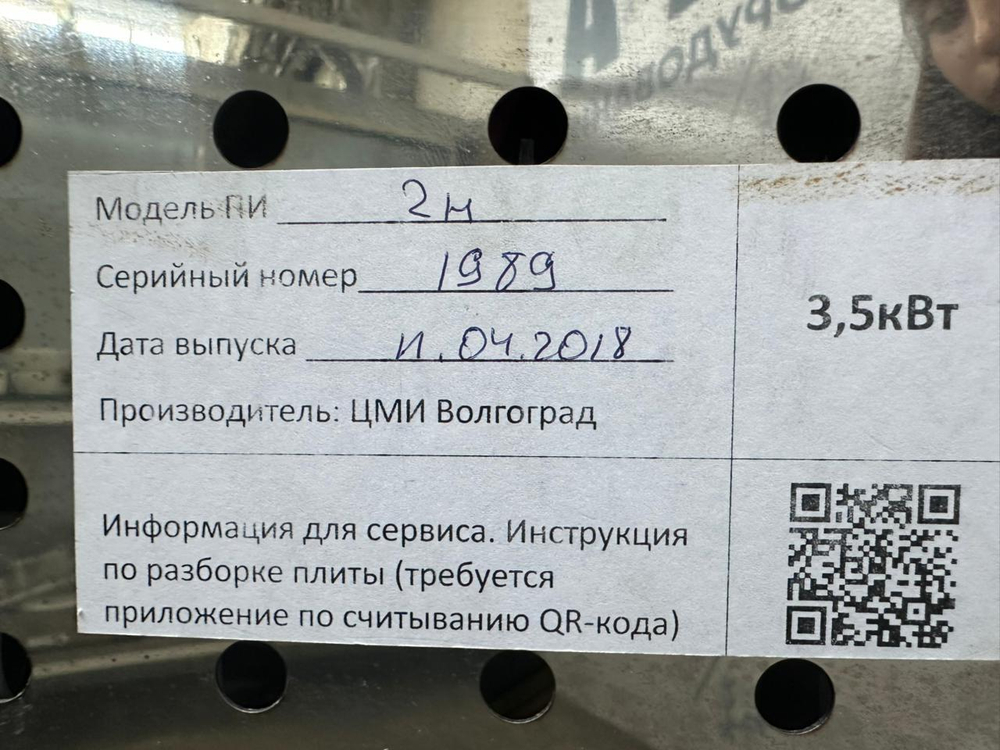 Модель ПИ 2н
Серийный номер 1989
Дата выпуска 11.04.2018
Производитель: ЦМИ Волгоград
3,5кВт
Информация для сервиса. Инструкция
по разборке плиты (требуется
приложение по считыванию QR-кода)